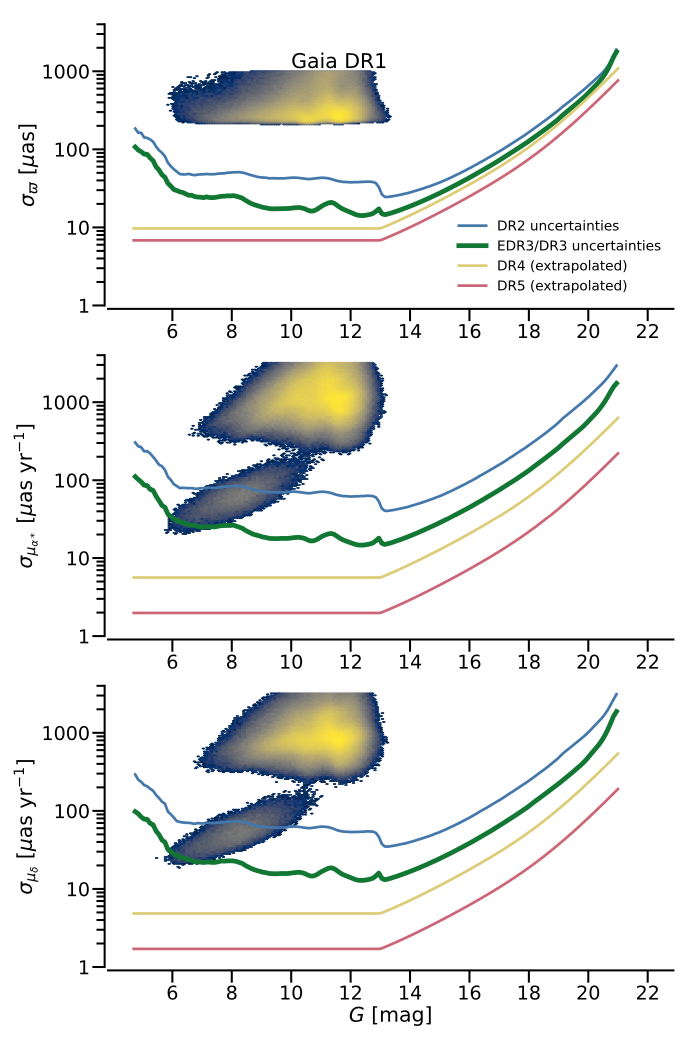 Gaia DR1
1000
100
10
1
σϖ [μas]
DR2 uncertainties
EDR3/DR3 uncertainties
DR4 (extrapolated)
DR5 (extrapolated)
6 8 10 12 14 16 18 20 22
1000
100
10
1
σμα* [μas yr−1]
6 8 10 12 14 16 18 20 22
1000
100
10
1
σμδ [μas yr−1]
6 8 10 12 14 16 18 20 22
G [mag]